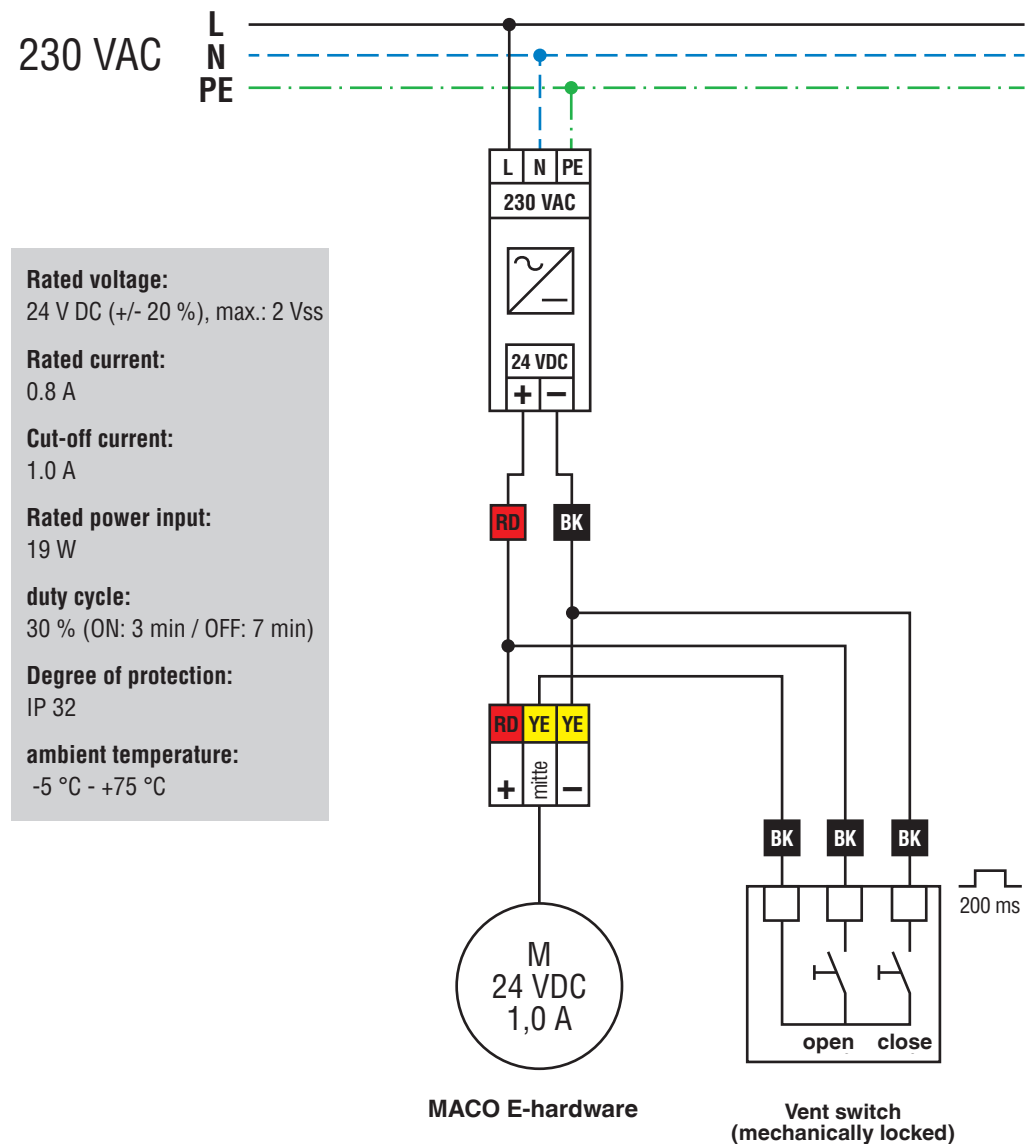 230 VAC
L
N
PE
L N PE
230 VAC
24 VDC
+ −
Rated voltage:
24 V DC (+/- 20 %), max.: 2 Vss
Rated current:
0.8 A
Cut-off current:
1.0 A
Rated power input:
19 W
duty cycle:
30 % (ON: 3 min / OFF: 7 min)
Degree of protection:
IP 32
ambient temperature:
-5 °C - +75 °C
RD BK
RD YE YE
+ mitte −
BK BK BK
200 ms
M
24 VDC
1,0 A
open close
MACO E-hardware
Vent switch
(mechanically locked)